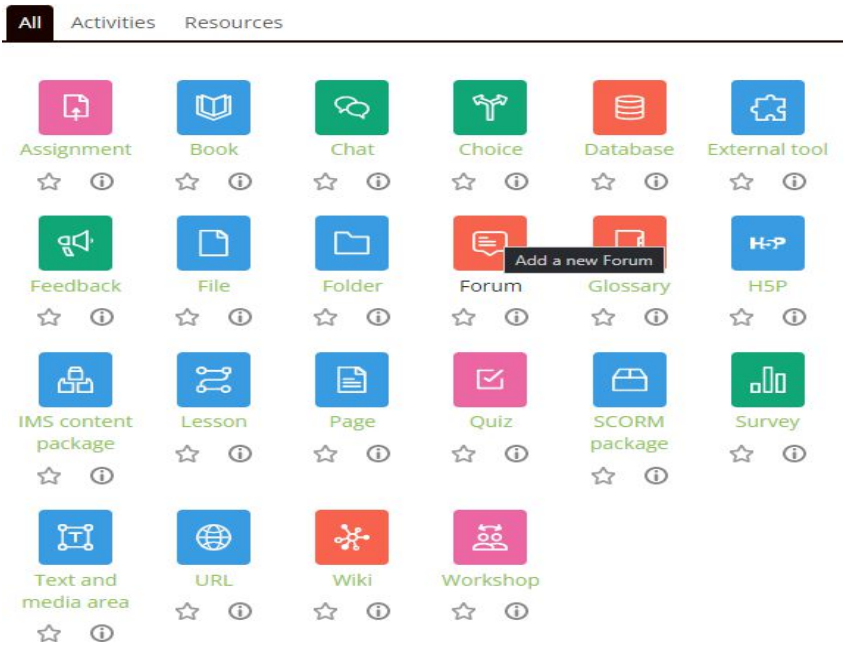 All Activities Resources
Assignment Book Chat Choice Database External tool
Add a new Forum
Feedback File Folder Forum Glossary H5P
H5P
IMS content package Lesson Page Quiz SCORM package Survey
T
Text and media area URL Wiki Workshop